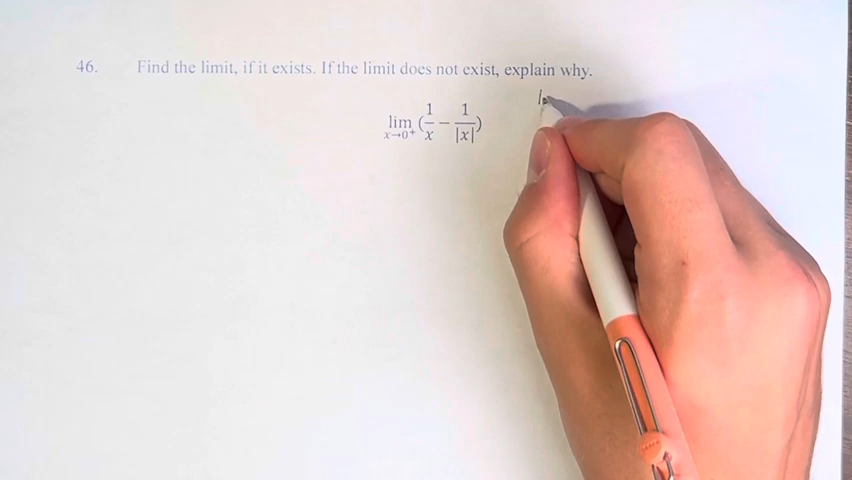 46. Find the limit, if it exists. If the limit does not exist, explain why.
lim x→0⁺ (1/x − 1/|x|)